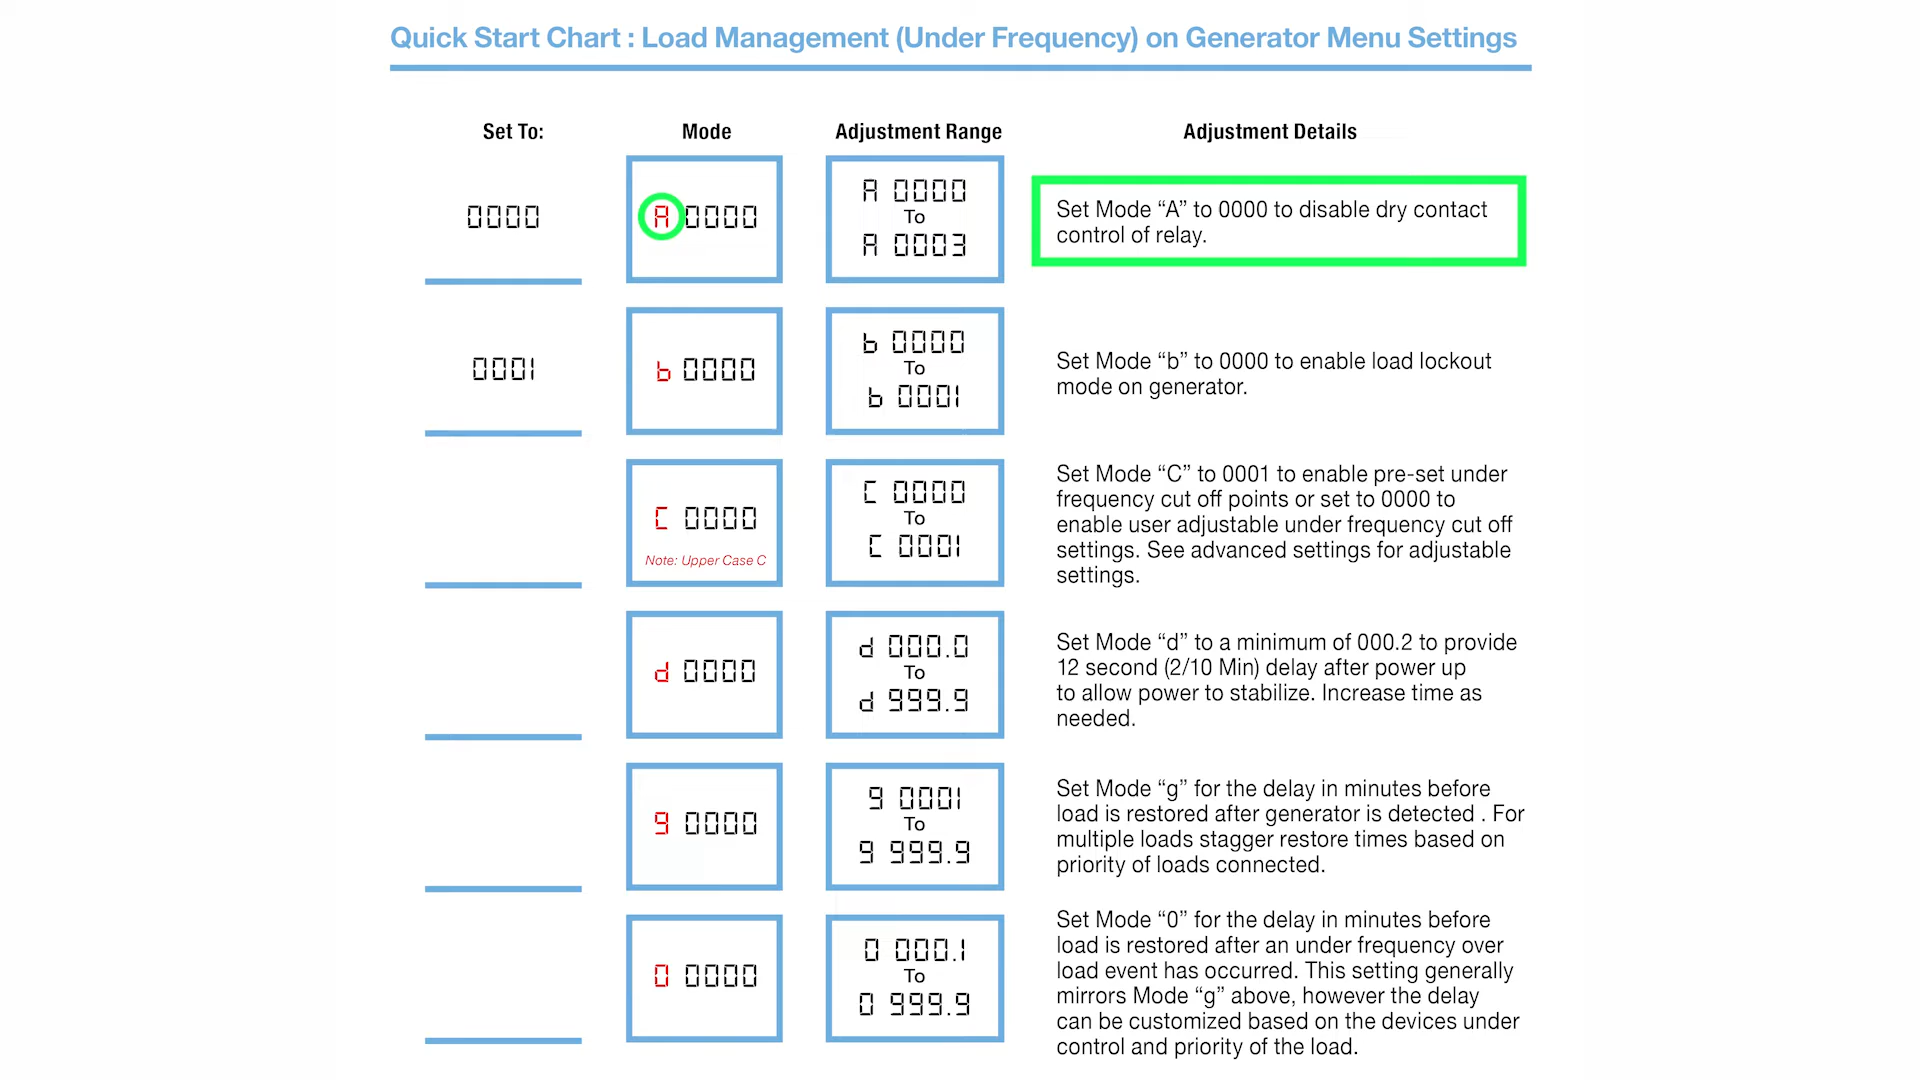 Quick Start Chart : Load Management (Under Frequency) on Generator Menu Settings
Set To:
Mode
Adjustment Range
Adjustment Details
0000
A 0000
A 0000
To
A 0003
Set Mode “A” to 0000 to disable dry contact
control of relay.
0001
b 0000
b 0000
To
b 0001
Set Mode “b” to 0000 to enable load lockout
mode on generator.
C 0000
Note: Upper Case C
C 0000
To
C 0001
Set Mode “C” to 0001 to enable pre-set under
frequency cut off points or set to 0000 to
enable user adjustable under frequency cut off
settings. See advanced settings for adjustable
settings.
d 0000
d 000.0
To
d 999.9
Set Mode “d” to a minimum of 000.2 to provide
12 second (2/10 Min) delay after power up
to allow power to stabilize. Increase time as
needed.
g 0000
g 0001
To
g 999.9
Set Mode “g” for the delay in minutes before
load is restored after generator is detected . For
multiple loads stagger restore times based on
priority of loads connected.
0 0000
0 000.1
To
0 999.9
Set Mode “0” for the delay in minutes before
load is restored after an under frequency over
load event has occurred. This setting generally
mirrors Mode “g” above, however the delay
can be customized based on the devices under
control and priority of the load.